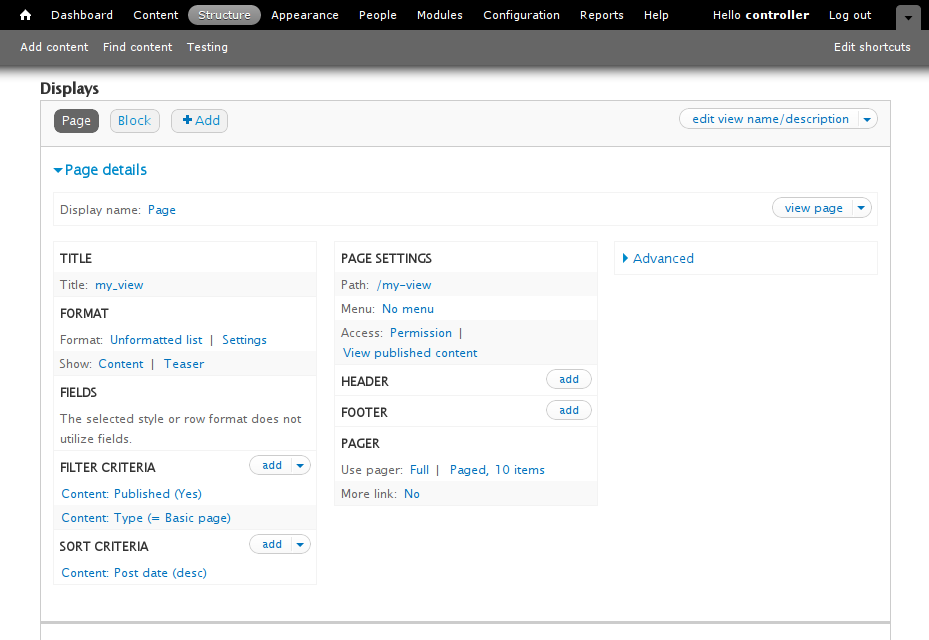 Dashboard Content Structure Appearance People Modules Configuration Reports Help Hello controller Log out
Add content Find content Testing Edit shortcuts
Displays
Page Block Add edit view name/description
Page details
Display name: Page view page
TITLE
Title: my_view
FORMAT
Format: Unformatted list | Settings
Show: Content | Teaser
FIELDS
The selected style or row format does not
utilize fields.
FILTER CRITERIA add
Content: Published (Yes)
Content: Type (= Basic page)
SORT CRITERIA add
Content: Post date (desc)
PAGE SETTINGS
Path: /my-view
Menu: No menu
Access: Permission |
View published content
HEADER add
FOOTER add
PAGER
Use pager: Full | Paged, 10 items
More link: No
Advanced